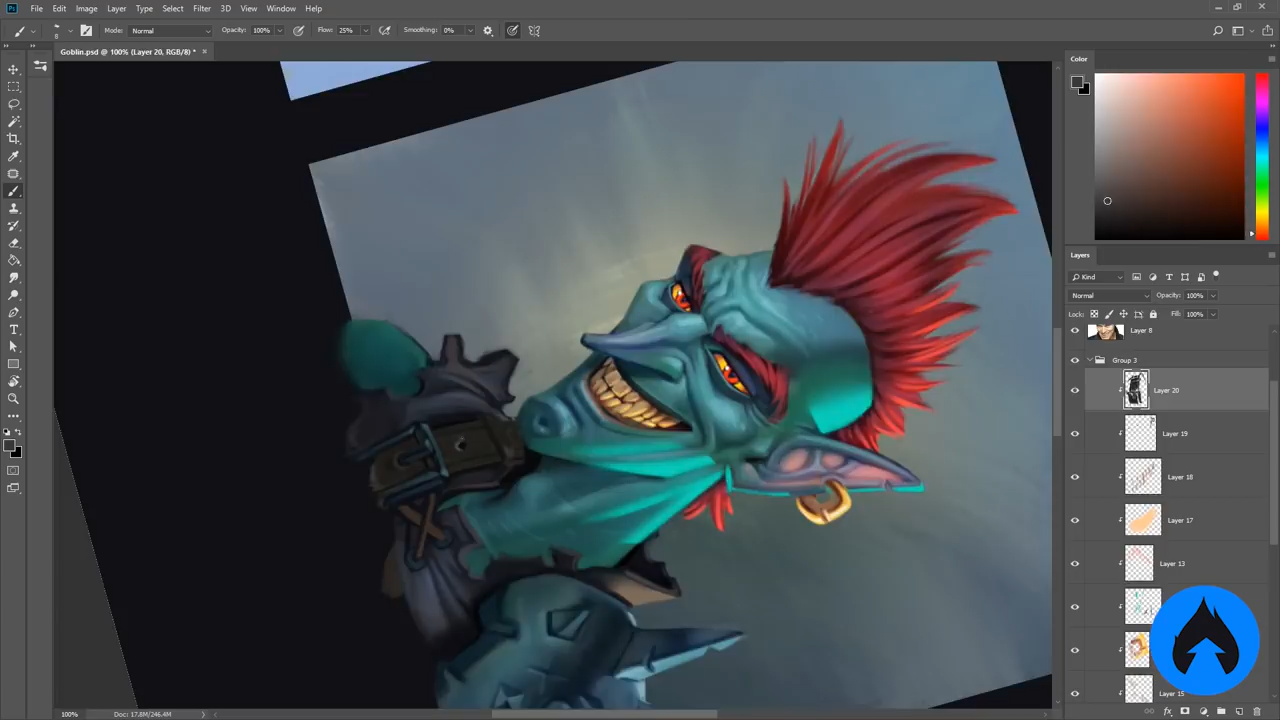 Ps File Edit Image Layer Type Select Filter 3D View Window Help
8 Mode: Normal Opacity: 100% Flow: 25% Smoothing: 0%
Goblin.psd @ 100% (Layer 20, RGB/8) * ×
Color
Layers
Kind
Normal Opacity: 100%
Lock: Fill: 100%
Layer 8
Group 3
Layer 20
Layer 19
Layer 18
Layer 17
Layer 13
Layer 15
100% Doc: 17.8M/246.4M